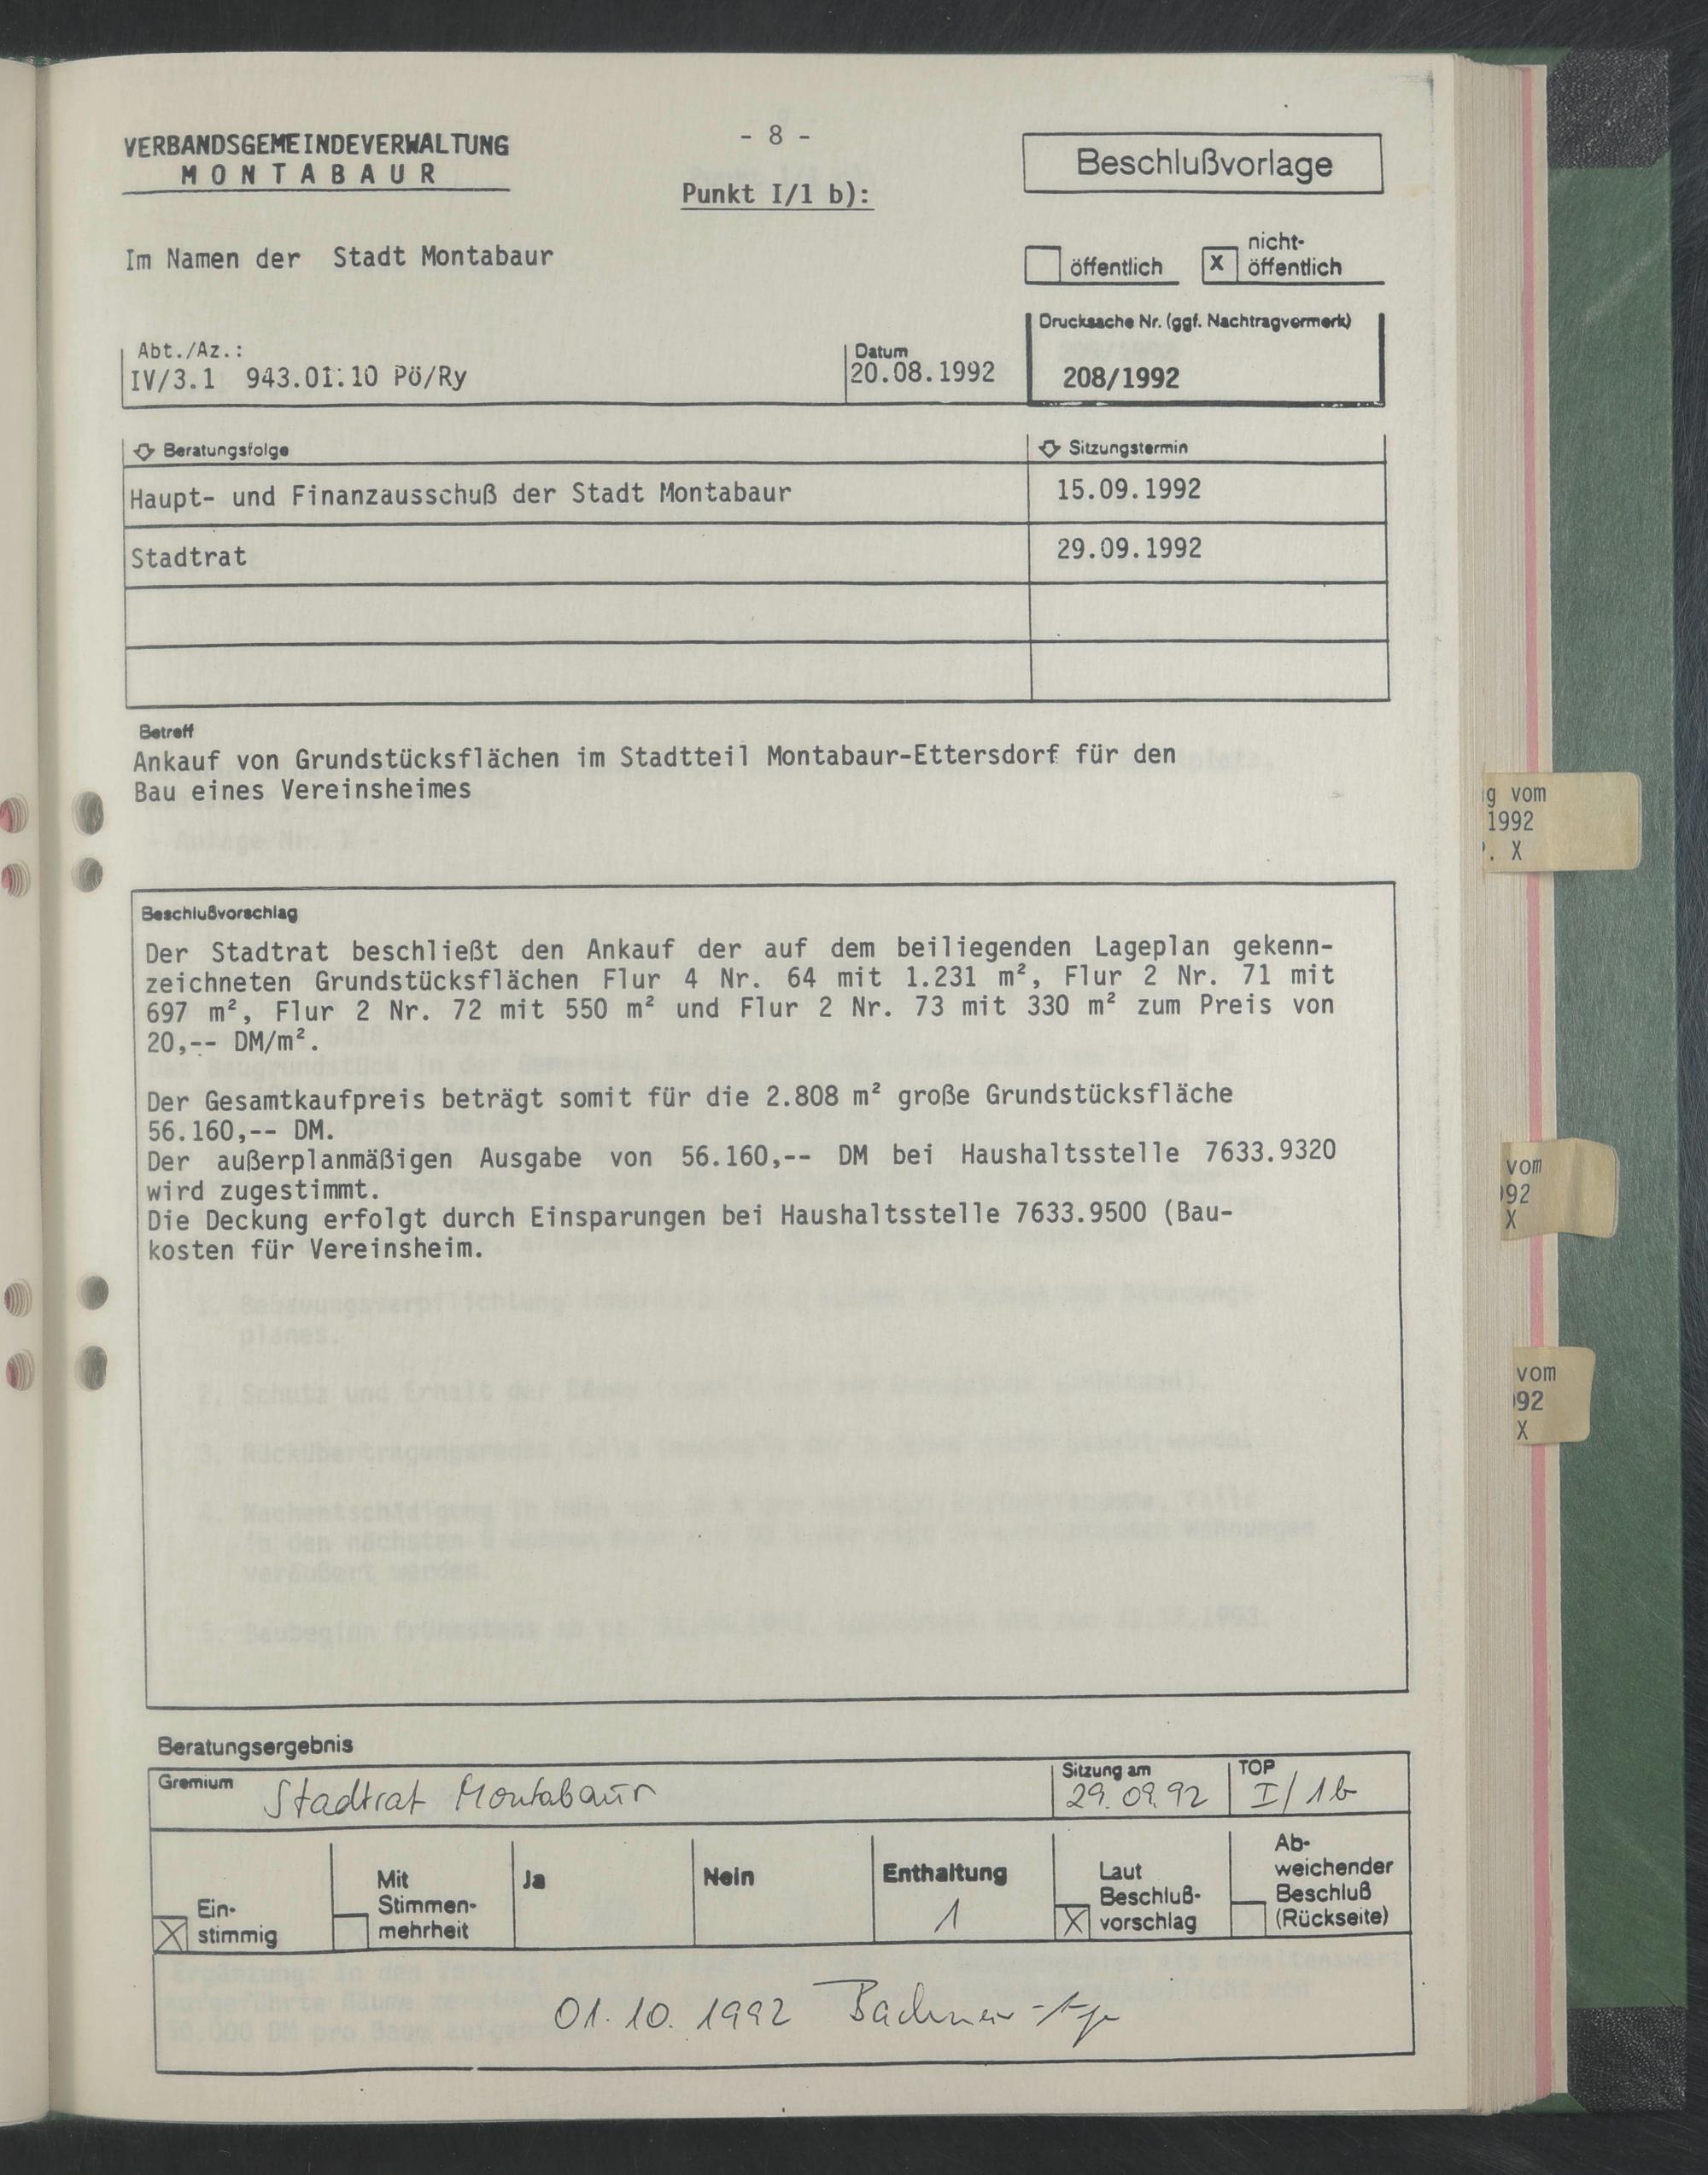 VERBANDSGEMEINDEVERWALTUNG
MONTABAUR
- 8 -
Punkt I/1 b):
Beschlußvorlage
Im Namen der Stadt Montabaur
öffentlich
X nicht-
öffentlich
Abt./Az.:
IV/3.1 943.01.10 Pö/Ry
Datum
20.08.1992
Drucksache Nr. (ggf. Nachtragvermerk)
208/1992
Beratungsfolge
Sitzungstermin
Haupt- und Finanzausschuß der Stadt Montabaur
15.09.1992
Stadtrat
29.09.1992
Betreff
Ankauf von Grundstücksflächen im Stadtteil Montabaur-Ettersdorf für den
Bau eines Vereinsheimes
Beschlußvorschlag
Der Stadtrat beschließt den Ankauf der auf dem beiliegenden Lageplan gekenn-
zeichneten Grundstücksflächen Flur 4 Nr. 64 mit 1.231 m², Flur 2 Nr. 71 mit
697 m², Flur 2 Nr. 72 mit 550 m² und Flur 2 Nr. 73 mit 330 m² zum Preis von
20,-- DM/m².
Der Gesamtkaufpreis beträgt somit für die 2.808 m² große Grundstücksfläche
56.160,-- DM.
Der außerplanmäßigen Ausgabe von 56.160,-- DM bei Haushaltsstelle 7633.9320
wird zugestimmt.
Die Deckung erfolgt durch Einsparungen bei Haushaltsstelle 7633.9500 (Bau-
kosten für Vereinsheim.
Beratungsergebnis
Gremium
Stadtrat Montabaur
Sitzung am
29.09.92
TOP
I/1b
X Ein-
stimmig
Mit
Stimmen-
mehrheit
Ja
Nein
Enthaltung
1
X Laut
Beschluß-
vorschlag
Ab-
weichender
Beschluß
(Rückseite)
01.10.1992
g vom
1992
. X
vom
92
X
vom
92
X